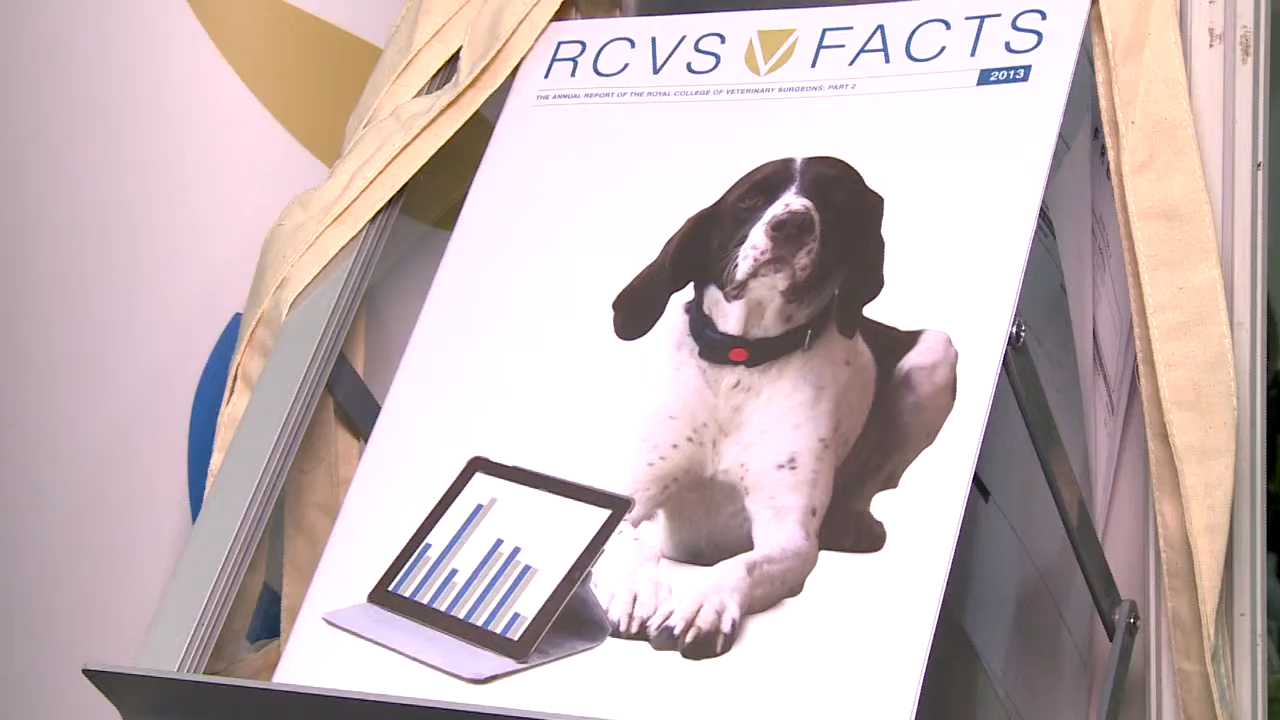 RCVS FACTS
2013
THE ANNUAL REPORT OF THE ROYAL COLLEGE OF VETERINARY SURGEONS: PART 2